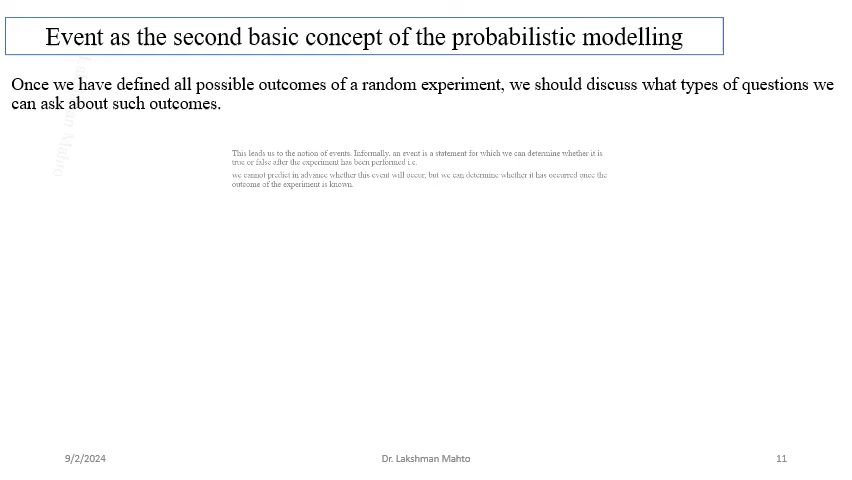 Event as the second basic concept of the probabilistic modelling
Once we have defined all possible outcomes of a random experiment, we should discuss what types of questions we
can ask about such outcomes.
This leads us to the notion of events. Informally, an event is a statement for which we can determine whether it is
true or false after the experiment has been performed i.e.
we cannot predict in advance whether this event will occur, but we can determine whether it has occurred once the
outcome of the experiment is known.
9/2/2024
Dr. Lakshman Mahto
11